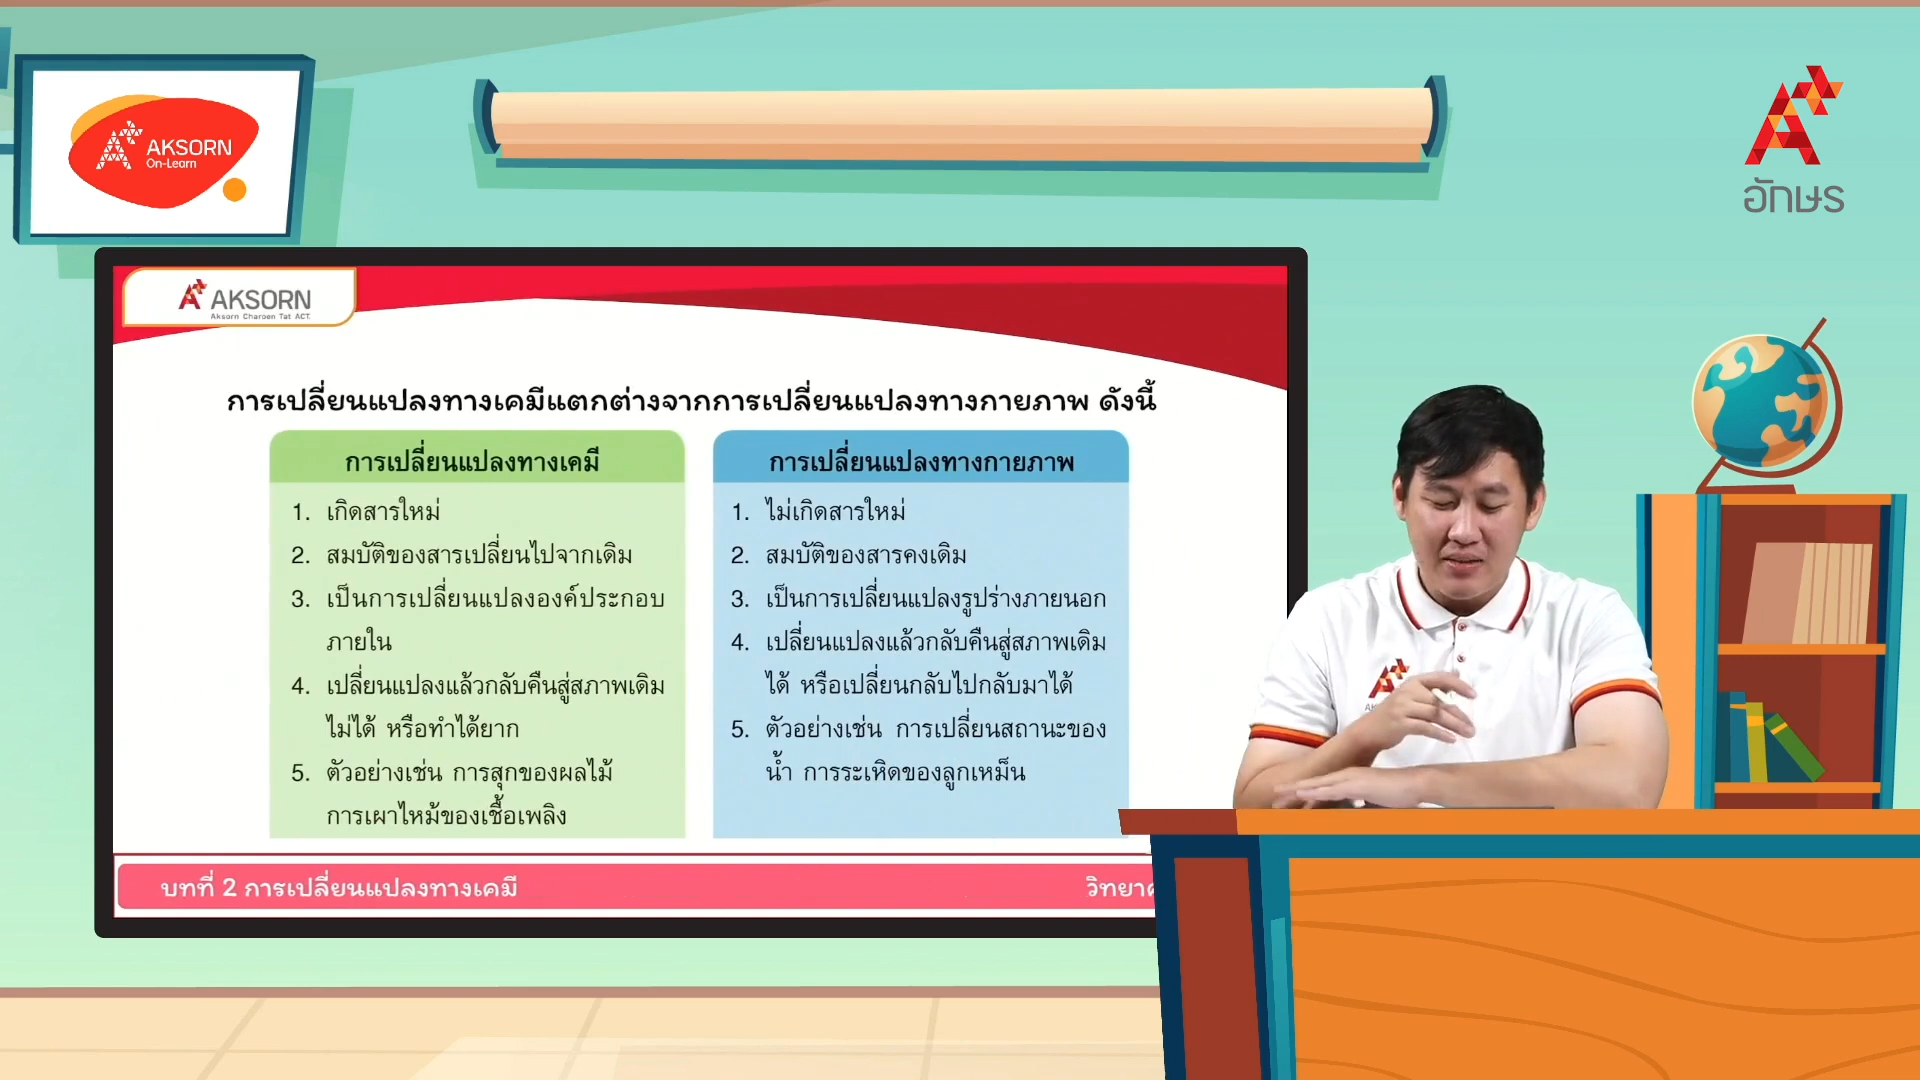 AKSORN
On-Learn
อักษร
AKSORN
Aksorn Charoen Tat ACT.
การเปลี่ยนแปลงทางเคมีแตกต่างจากการเปลี่ยนแปลงทางกายภาพ ดังนี้
การเปลี่ยนแปลงทางเคมี
1. เกิดสารใหม่
2. สมบัติของสารเปลี่ยนไปจากเดิม
3. เป็นการเปลี่ยนแปลงองค์ประกอบ
ภายใน
4. เปลี่ยนแปลงแล้วกลับคืนสู่สภาพเดิม
ไม่ได้ หรือทำได้ยาก
5. ตัวอย่างเช่น การสุกของผลไม้
การเผาไหม้ของเชื้อเพลิง
การเปลี่ยนแปลงทางกายภาพ
1. ไม่เกิดสารใหม่
2. สมบัติของสารคงเดิม
3. เป็นการเปลี่ยนแปลงรูปร่างภายนอก
4. เปลี่ยนแปลงแล้วกลับคืนสู่สภาพเดิม
ได้ หรือเปลี่ยนกลับไปกลับมาได้
5. ตัวอย่างเช่น การเปลี่ยนสถานะของ
น้ำ การระเหิดของลูกเหม็น
บทที่ 2 การเปลี่ยนแปลงทางเคมี